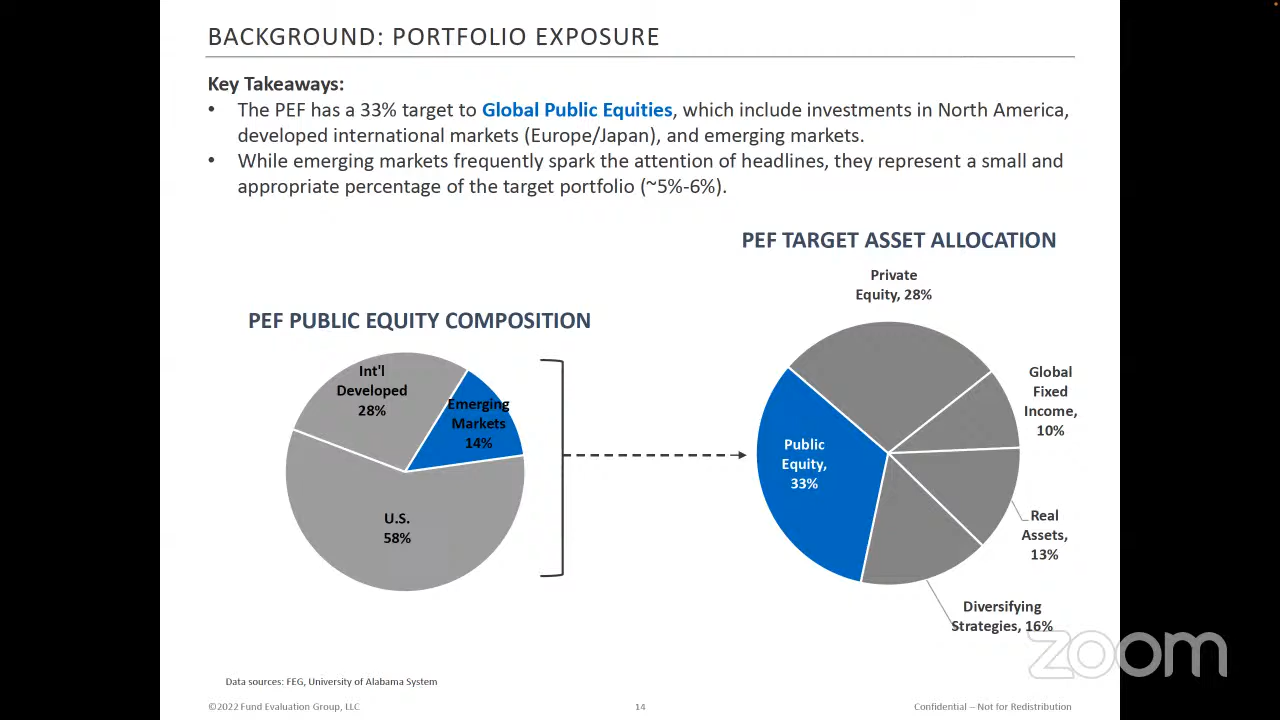 BACKGROUND: PORTFOLIO EXPOSURE
Key Takeaways:
• The PEF has a 33% target to Global Public Equities, which include investments in North America,
developed international markets (Europe/Japan), and emerging markets.
• While emerging markets frequently spark the attention of headlines, they represent a small and
appropriate percentage of the target portfolio (~5%-6%).
PEF PUBLIC EQUITY COMPOSITION
Int'l
Developed
28%
Emerging
Markets
14%
U.S.
58%
PEF TARGET ASSET ALLOCATION
Private
Equity, 28%
Global
Fixed
Income,
10%
Public
Equity,
33%
Real
Assets,
13%
Diversifying
Strategies, 16%
zoom
Data sources: FEG, University of Alabama System
©2022 Fund Evaluation Group, LLC
14
Confidential – Not for Redistribution